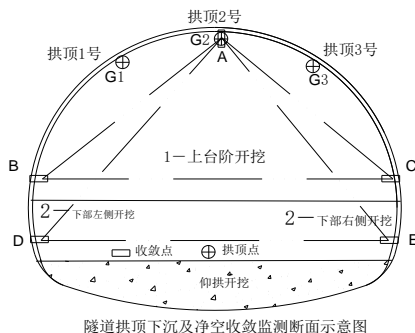 拱顶2号
拱顶1号
G2
拱顶3号
G1
A
G3
1－上台阶开挖
B
C
2－下部左侧开挖
2－下部右侧开挖
D
E
收敛点
拱顶点
仰拱开挖
隧道拱顶下沉及净空收敛监测断面示意图